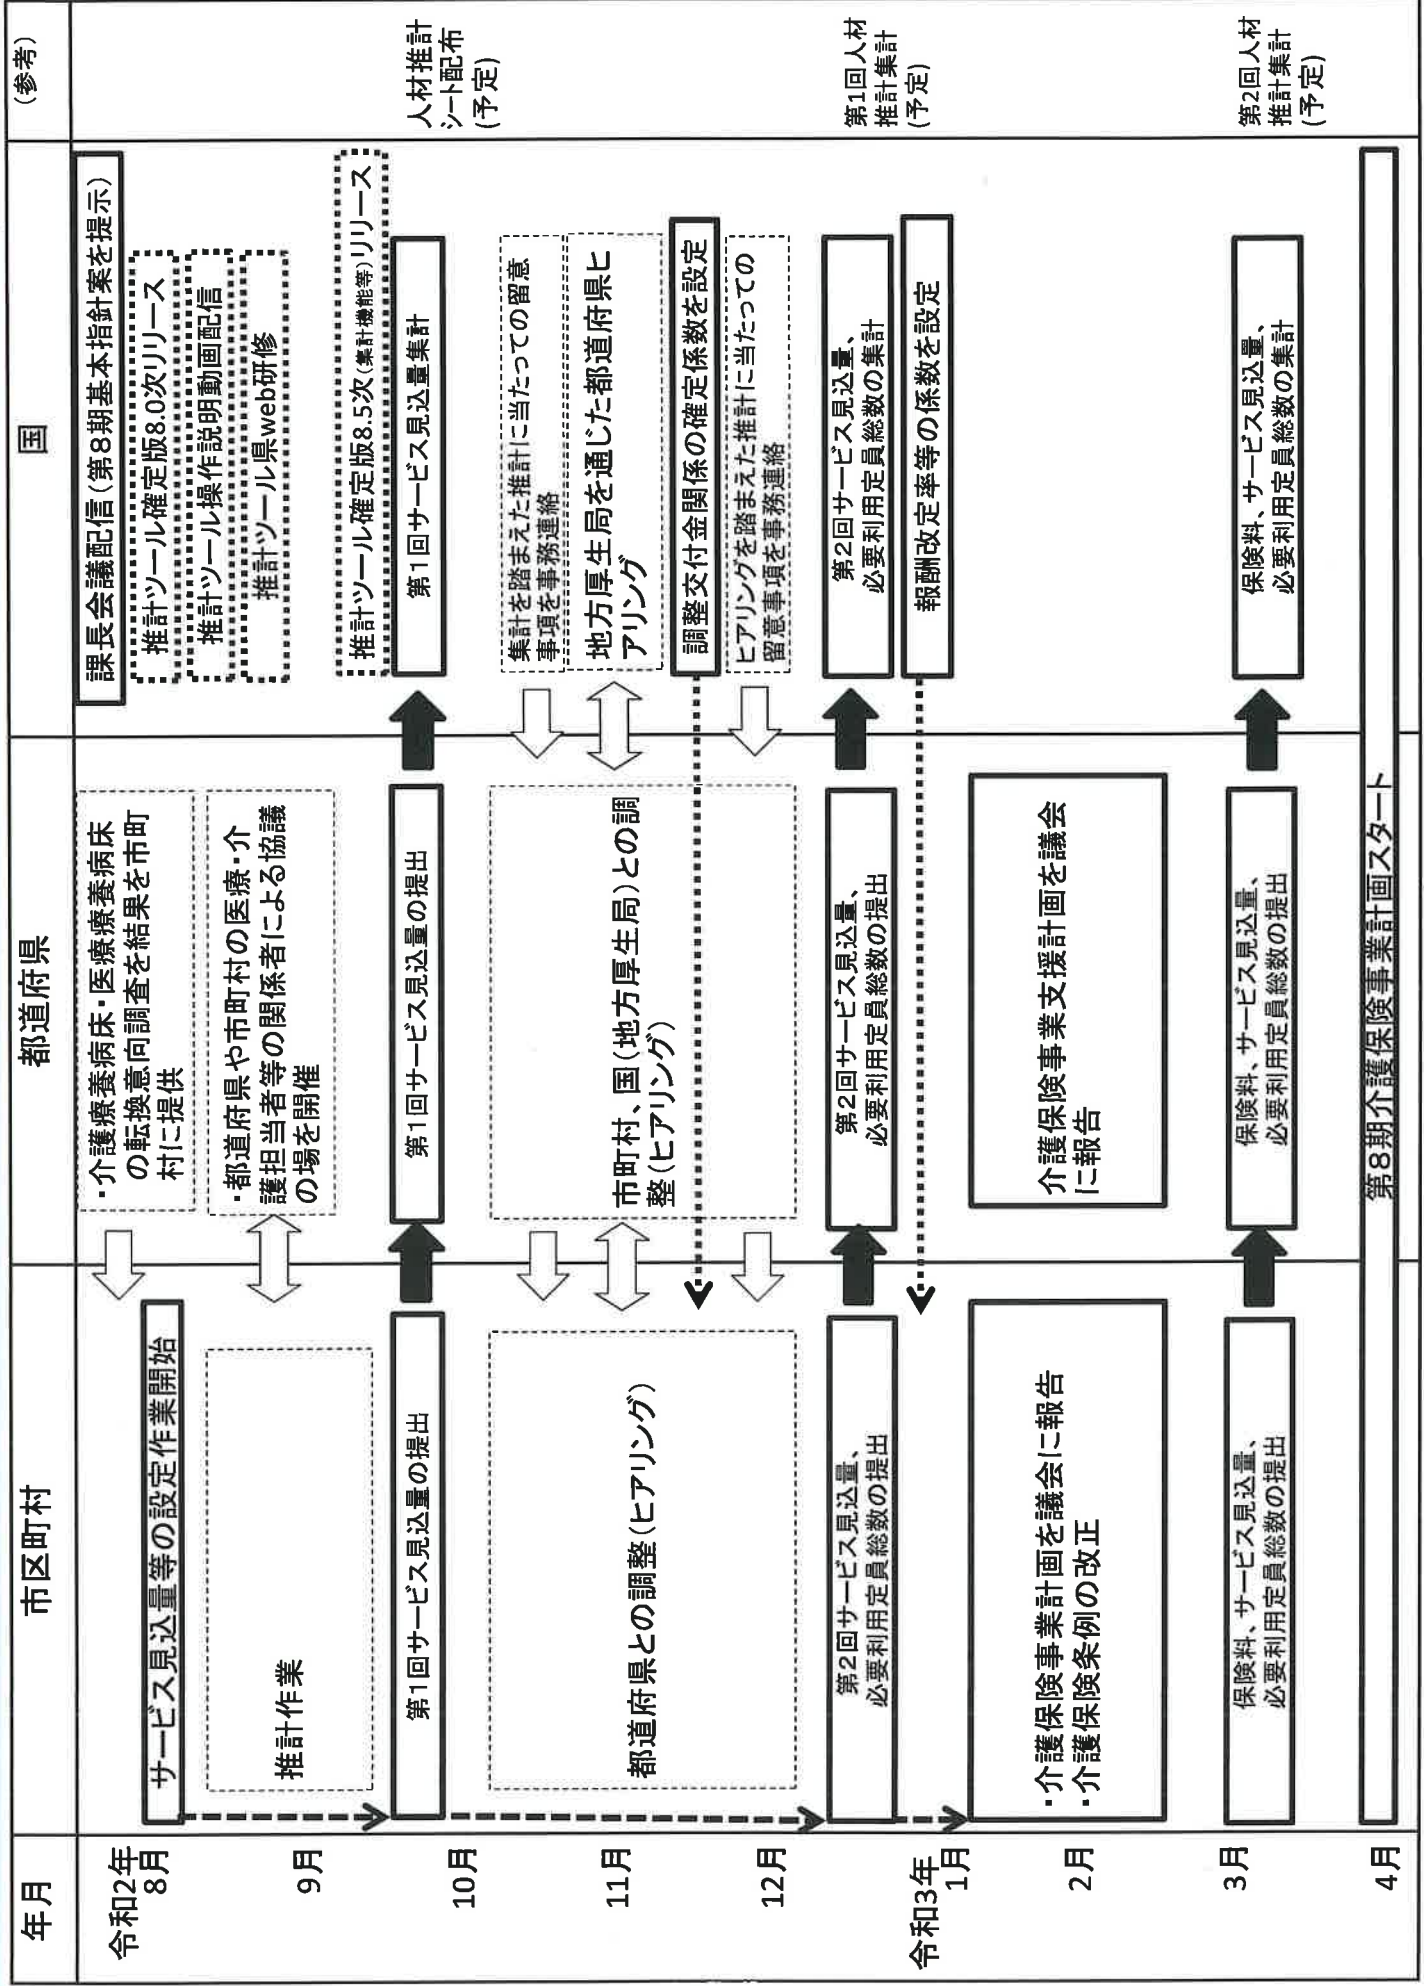 年月
市区町村
都道府県
国
(参考)
令和2年
8月
9月
10月
11月
12月
令和3年
1月
2月
3月
4月
サービス見込量等の設定作業開始
推計作業
第1回サービス見込量の提出
都道府県との調整(ヒアリング)
第2回サービス見込量、
必要利用定員総数の提出
・介護保険事業計画を議会に報告
・介護保険条例の改正
保険料、サービス見込量、
必要利用定員総数の提出
・介護療養病床・医療療養病床
の転換意向調査を結果を市町
村に提供
・都道府県や市町村の医療・介
護担当者等の関係者による協議
の場を開催
第1回サービス見込量の提出
市町村、国(地方厚生局)との調
整(ヒアリング)
第2回サービス見込量、
必要利用定員総数の提出
介護保険事業支援計画を議会
に報告
保険料、サービス見込量、
必要利用定員総数の提出
課長会議配信(第8期基本指針案を提示)
推計ツール確定版8.0次リリース
推計ツール操作説明動画配信
推計ツール県web研修
推計ツール確定版8.5次(集計機能等)リリース
第1回サービス見込量集計
集計を踏まえた推計に当たっての留意
事項を事務連絡
地方厚生局を通じた都道府県ヒ
アリング
調整交付金関係の確定係数を設定
ヒアリングを踏まえた推計に当たっての
留意事項を事務連絡
第2回サービス見込量、
必要利用定員総数の集計
報酬改定率等の係数を設定
保険料、サービス見込量、
必要利用定員総数の集計
第8期介護保険事業計画スタート
人材推計
シート配布
(予定)
第1回人材
推計集計
(予定)
第2回人材
推計集計
(予定)